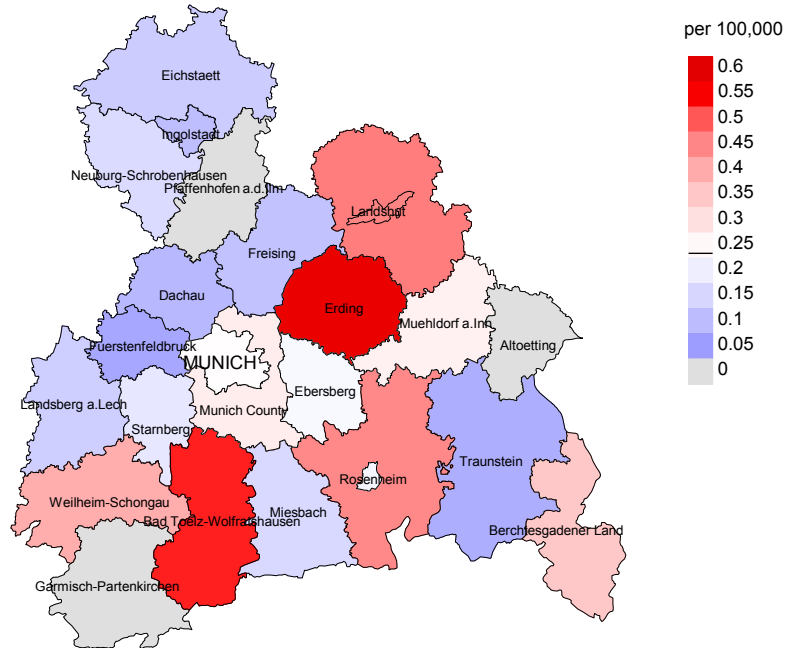 per 100,000
0.6
0.55
0.5
0.45
0.4
0.35
0.3
0.25
0.2
0.15
0.1
0.05
0
Eichstaett
Ingolstadt
Neuburg-Schrobenhausen
Pfaffenhofen a.d.Ilm
Landshut
Freising
Dachau
Erding
Muehldorf a.Inn
Altoetting
Fuerstenfeldbruck
MUNICH
Ebersberg
Landsberg a.Lech
Munich County
Starnberg
Traunstein
Rosenheim
Weilheim-Schongau
Miesbach
Bad Toelz-Wolfratshausen
Berchtesgadener Land
Garmisch-Partenkirchen